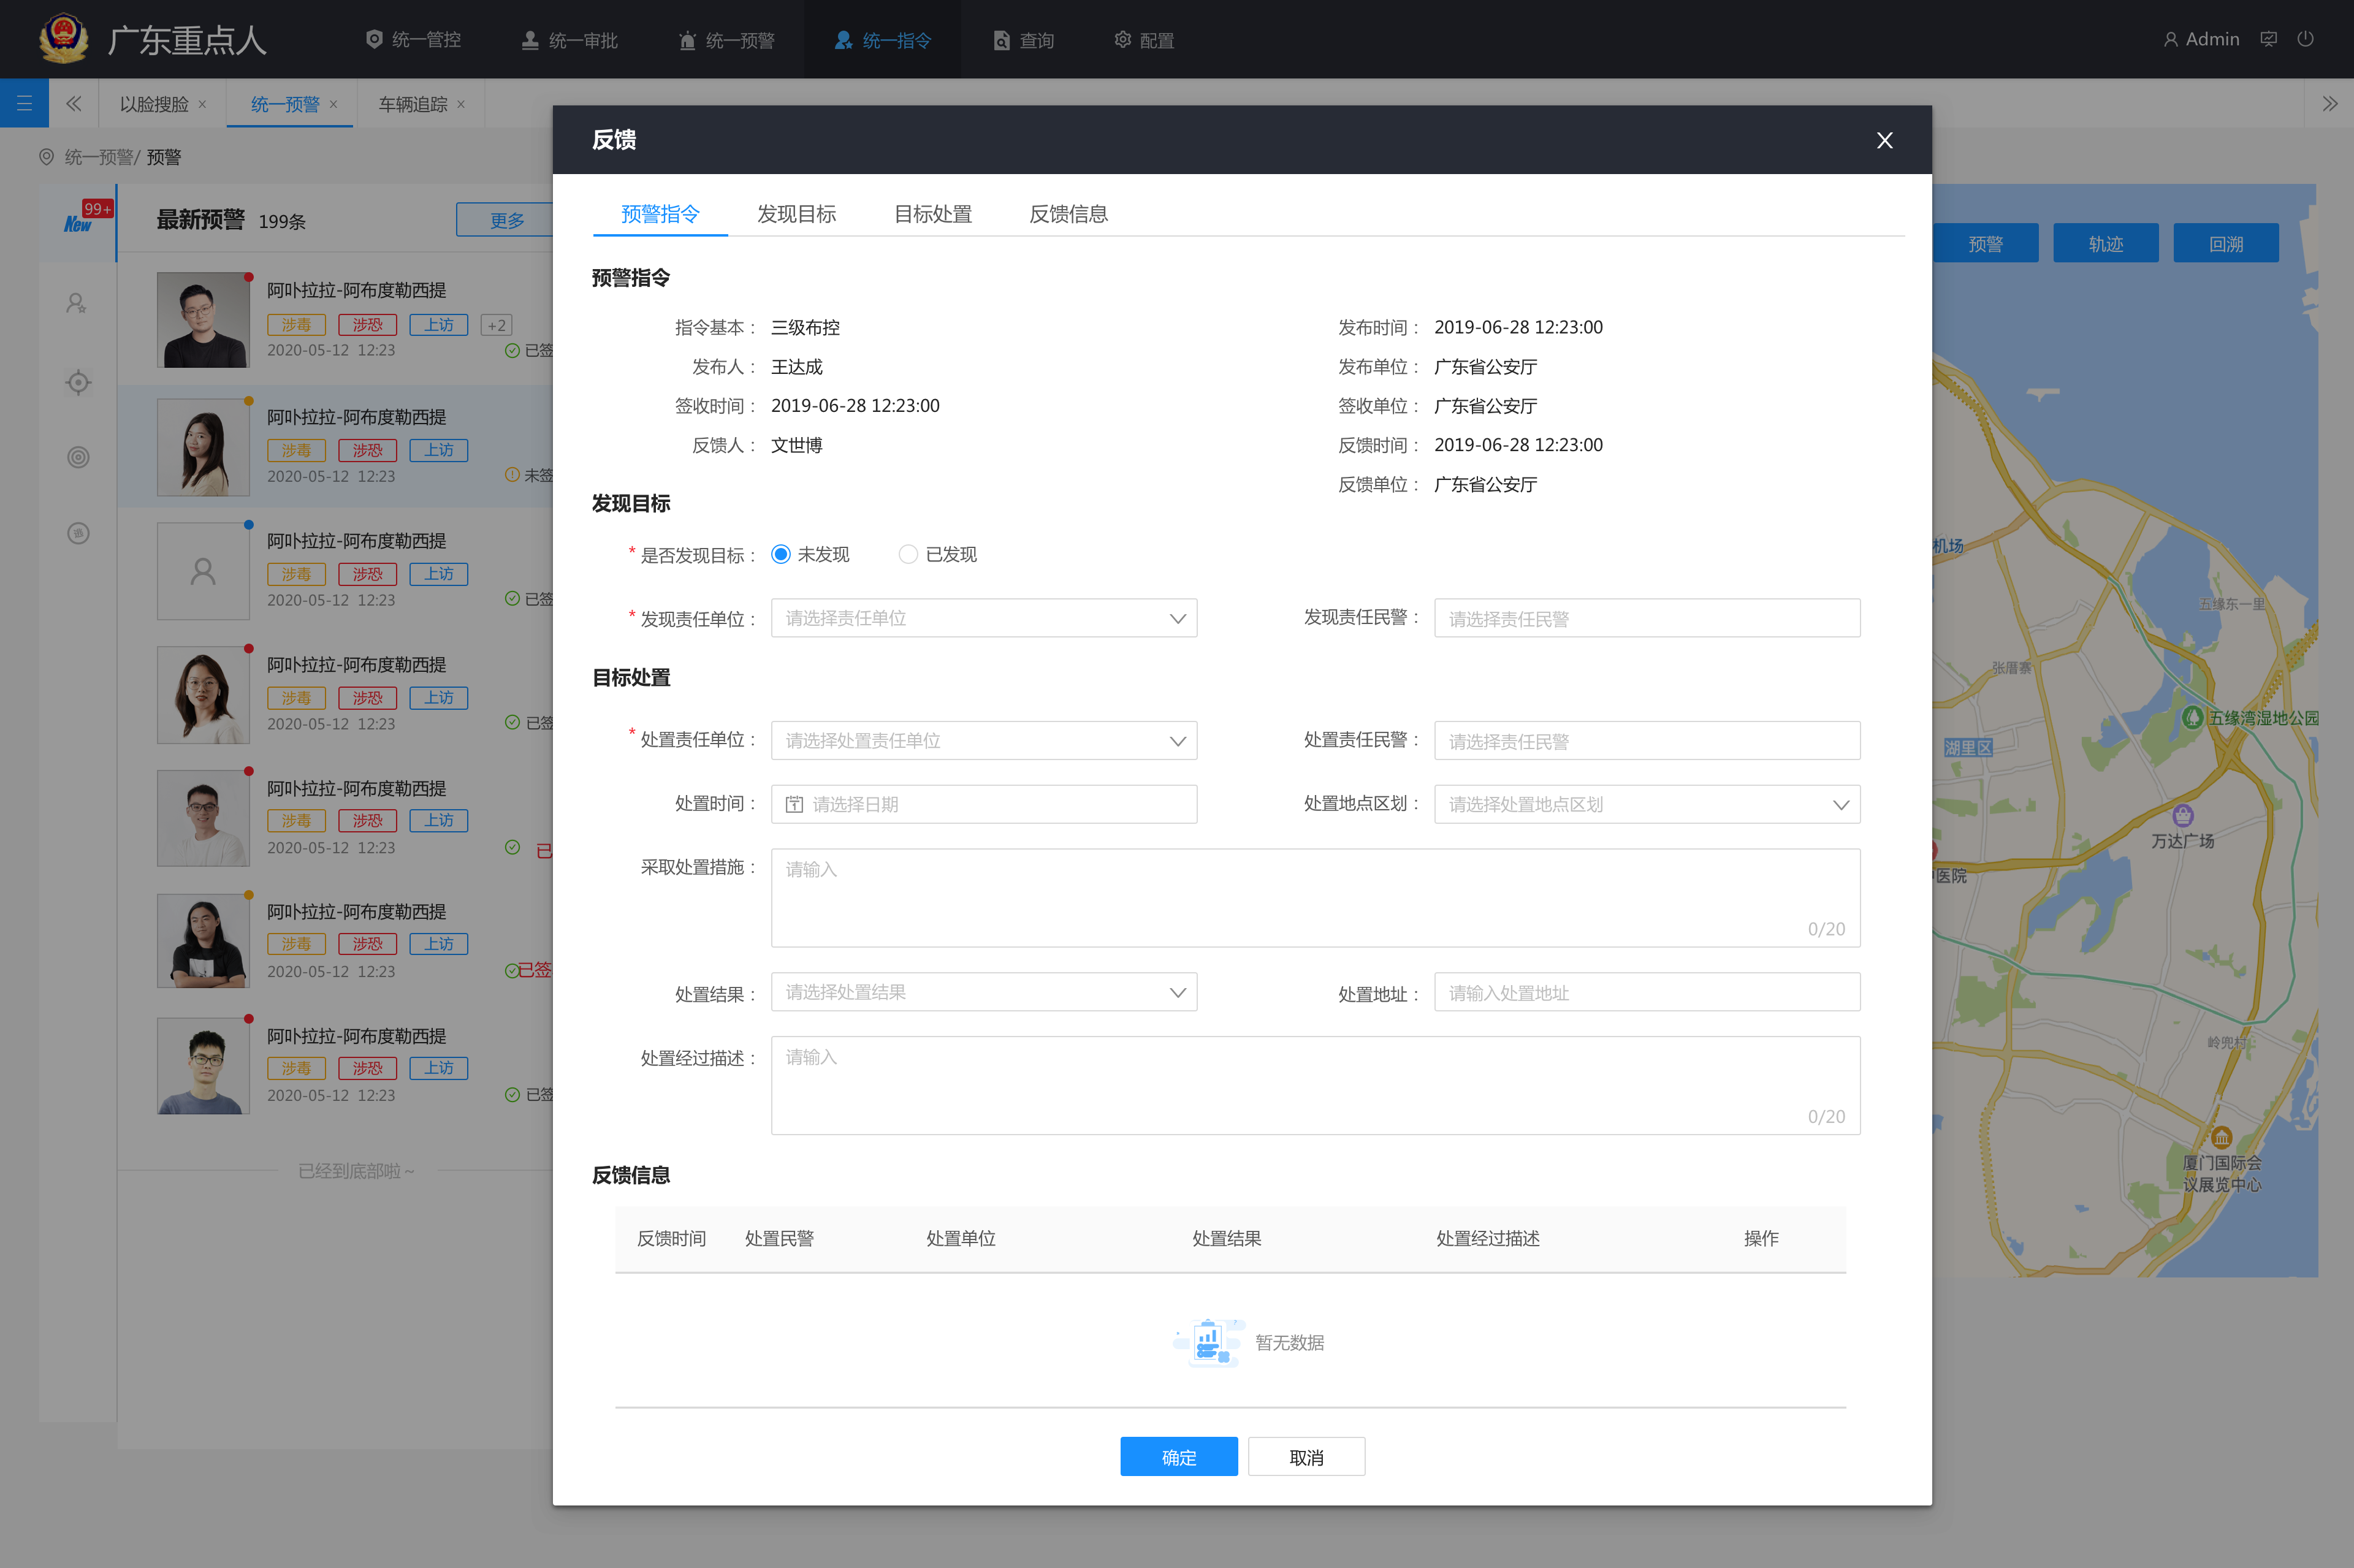 广东重点人
统一管控
统一审批
统一预警
统一指令
查询
配置
Admin
以脸搜脸 ×
统一预警 ×
车辆追踪 ×
统一预警/ 预警
99+
New
最新预警 199条
更多
阿卟拉拉-阿布度勒西提
涉毒 涉恐 上访 +2
2020-05-12 12:23
已签
阿卟拉拉-阿布度勒西提
涉毒 涉恐 上访
2020-05-12 12:23
未签
阿卟拉拉-阿布度勒西提
涉毒 涉恐 上访
2020-05-12 12:23
已签
阿卟拉拉-阿布度勒西提
涉毒 涉恐 上访
2020-05-12 12:23
已签
阿卟拉拉-阿布度勒西提
涉毒 涉恐 上访
2020-05-12 12:23
已
阿卟拉拉-阿布度勒西提
涉毒 涉恐 上访
2020-05-12 12:23
已签
阿卟拉拉-阿布度勒西提
涉毒 涉恐 上访
2020-05-12 12:23
已签
已经到底部啦~
反馈
预警指令 发现目标 目标处置 反馈信息
预警指令
指令基本： 三级布控
发布时间： 2019-06-28 12:23:00
发布人： 王达成
发布单位： 广东省公安厅
签收时间： 2019-06-28 12:23:00
签收单位： 广东省公安厅
反馈人： 文世博
反馈时间： 2019-06-28 12:23:00
反馈单位： 广东省公安厅
发现目标
* 是否发现目标： 未发现 已发现
* 发现责任单位： 请选择责任单位
发现责任民警： 请选择责任民警
目标处置
* 处置责任单位： 请选择处置责任单位
处置责任民警： 请选择责任民警
处置时间： 请选择日期
处置地点区划： 请选择处置地点区划
采取处置措施： 请输入
0/20
处置结果： 请选择处置结果
处置地址： 请输入处置地址
处置经过描述： 请输入
0/20
反馈信息
反馈时间 处置民警 处置单位 处置结果 处置经过描述 操作
暂无数据
确定 取消
预警 轨迹 回溯
机场
五缘东一里
张厝寨
五缘湾湿地公园
湖里区
万达广场
医院
岭兜村
厦门国际会
议展览中心